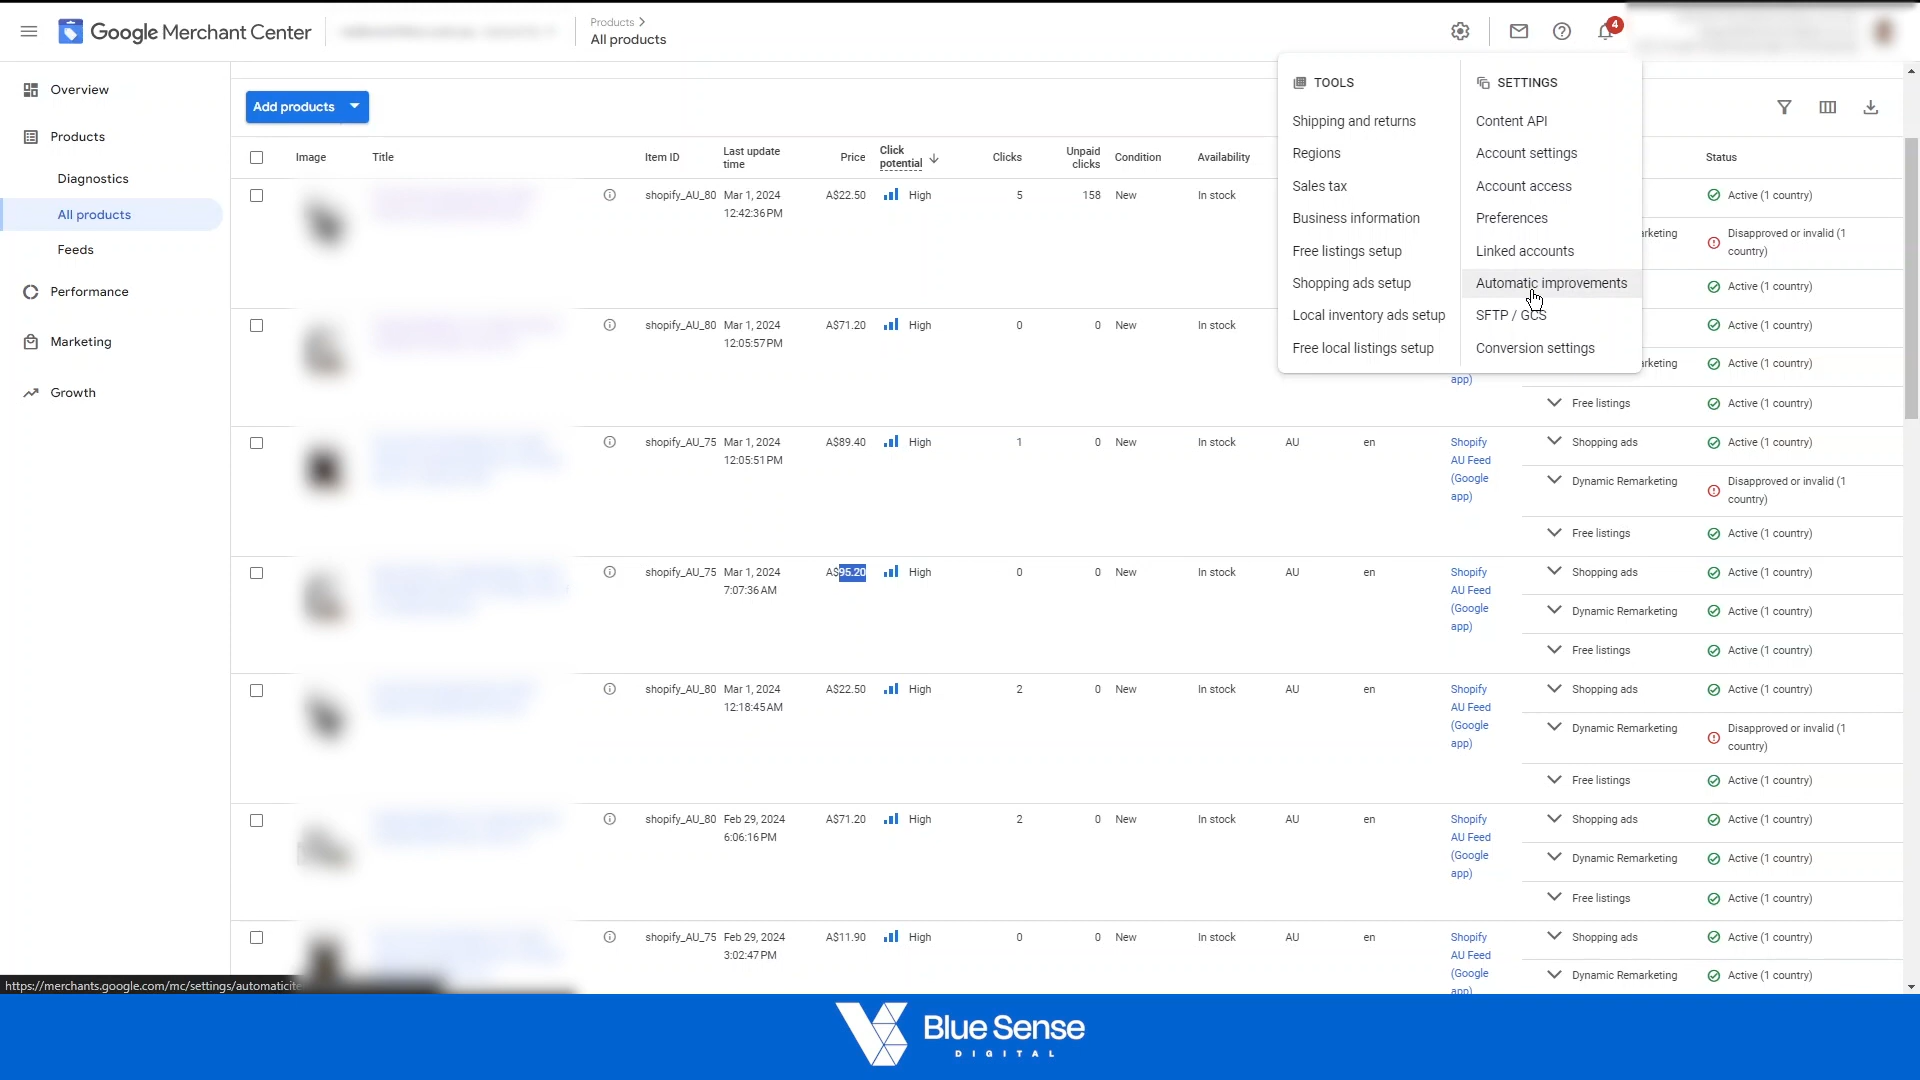 Google Merchant Center
Products
All products
4
Overview
Products
Diagnostics
All products
Feeds
Performance
Marketing
Growth
Add products
TOOLS
Shipping and returns
Regions
Sales tax
Business information
Free listings setup
Shopping ads setup
Local inventory ads setup
Free local listings setup
SETTINGS
Content API
Account settings
Account access
Preferences
Linked accounts
Automatic improvements
SFTP / GCS
Conversion settings
Image Title Item ID Last update time Price Click potential Clicks Unpaid clicks Condition Availability Status
shopify_AU_80 Mar 1, 2024 A$22.50 High 5 158 New In stock Active (1 country)
12:42:36 PM
arketing Disapproved or invalid (1
country)
Active (1 country)
shopify_AU_80 Mar 1, 2024 A$71.20 High 0 0 New In stock Active (1 country)
12:05:57 PM
arketing Active (1 country)
app)
Free listings Active (1 country)
shopify_AU_75 Mar 1, 2024 A$89.40 High 1 0 New In stock AU en Shopify Shopping ads Active (1 country)
12:05:51 PM AU Feed
(Google Dynamic Remarketing Disapproved or invalid (1
app) country)
Free listings Active (1 country)
shopify_AU_75 Mar 1, 2024 A$95.20 High 0 0 New In stock AU en Shopify Shopping ads Active (1 country)
7:07:36 AM AU Feed
(Google Dynamic Remarketing Active (1 country)
app)
Free listings Active (1 country)
shopify_AU_80 Mar 1, 2024 A$22.50 High 2 0 New In stock AU en Shopify Shopping ads Active (1 country)
12:18:45 AM AU Feed
(Google Dynamic Remarketing Disapproved or invalid (1
app) country)
Free listings Active (1 country)
shopify_AU_80 Feb 29, 2024 A$71.20 High 2 0 New In stock AU en Shopify Shopping ads Active (1 country)
6:06:16 PM AU Feed
(Google Dynamic Remarketing Active (1 country)
app)
Free listings Active (1 country)
shopify_AU_75 Feb 29, 2024 A$11.90 High 0 0 New In stock AU en Shopify Shopping ads Active (1 country)
3:02:47 PM AU Feed
(Google Dynamic Remarketing Active (1 country)
app)
https://merchants.google.com/mc/settings/automaticite
Blue Sense
DIGITAL